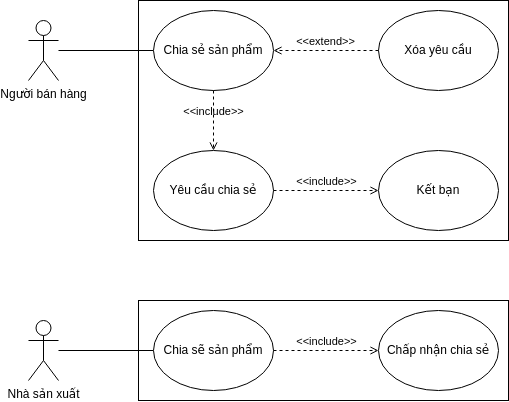 Chia sẻ sản phẩm
<<extend>>
Xóa yêu cầu
Người bán hàng
<<include>>
Yêu cầu chia sẻ
<<include>>
Kết bạn
Chia sẽ sản phẩm
<<include>>
Chấp nhận chia sẻ
Nhà sản xuất